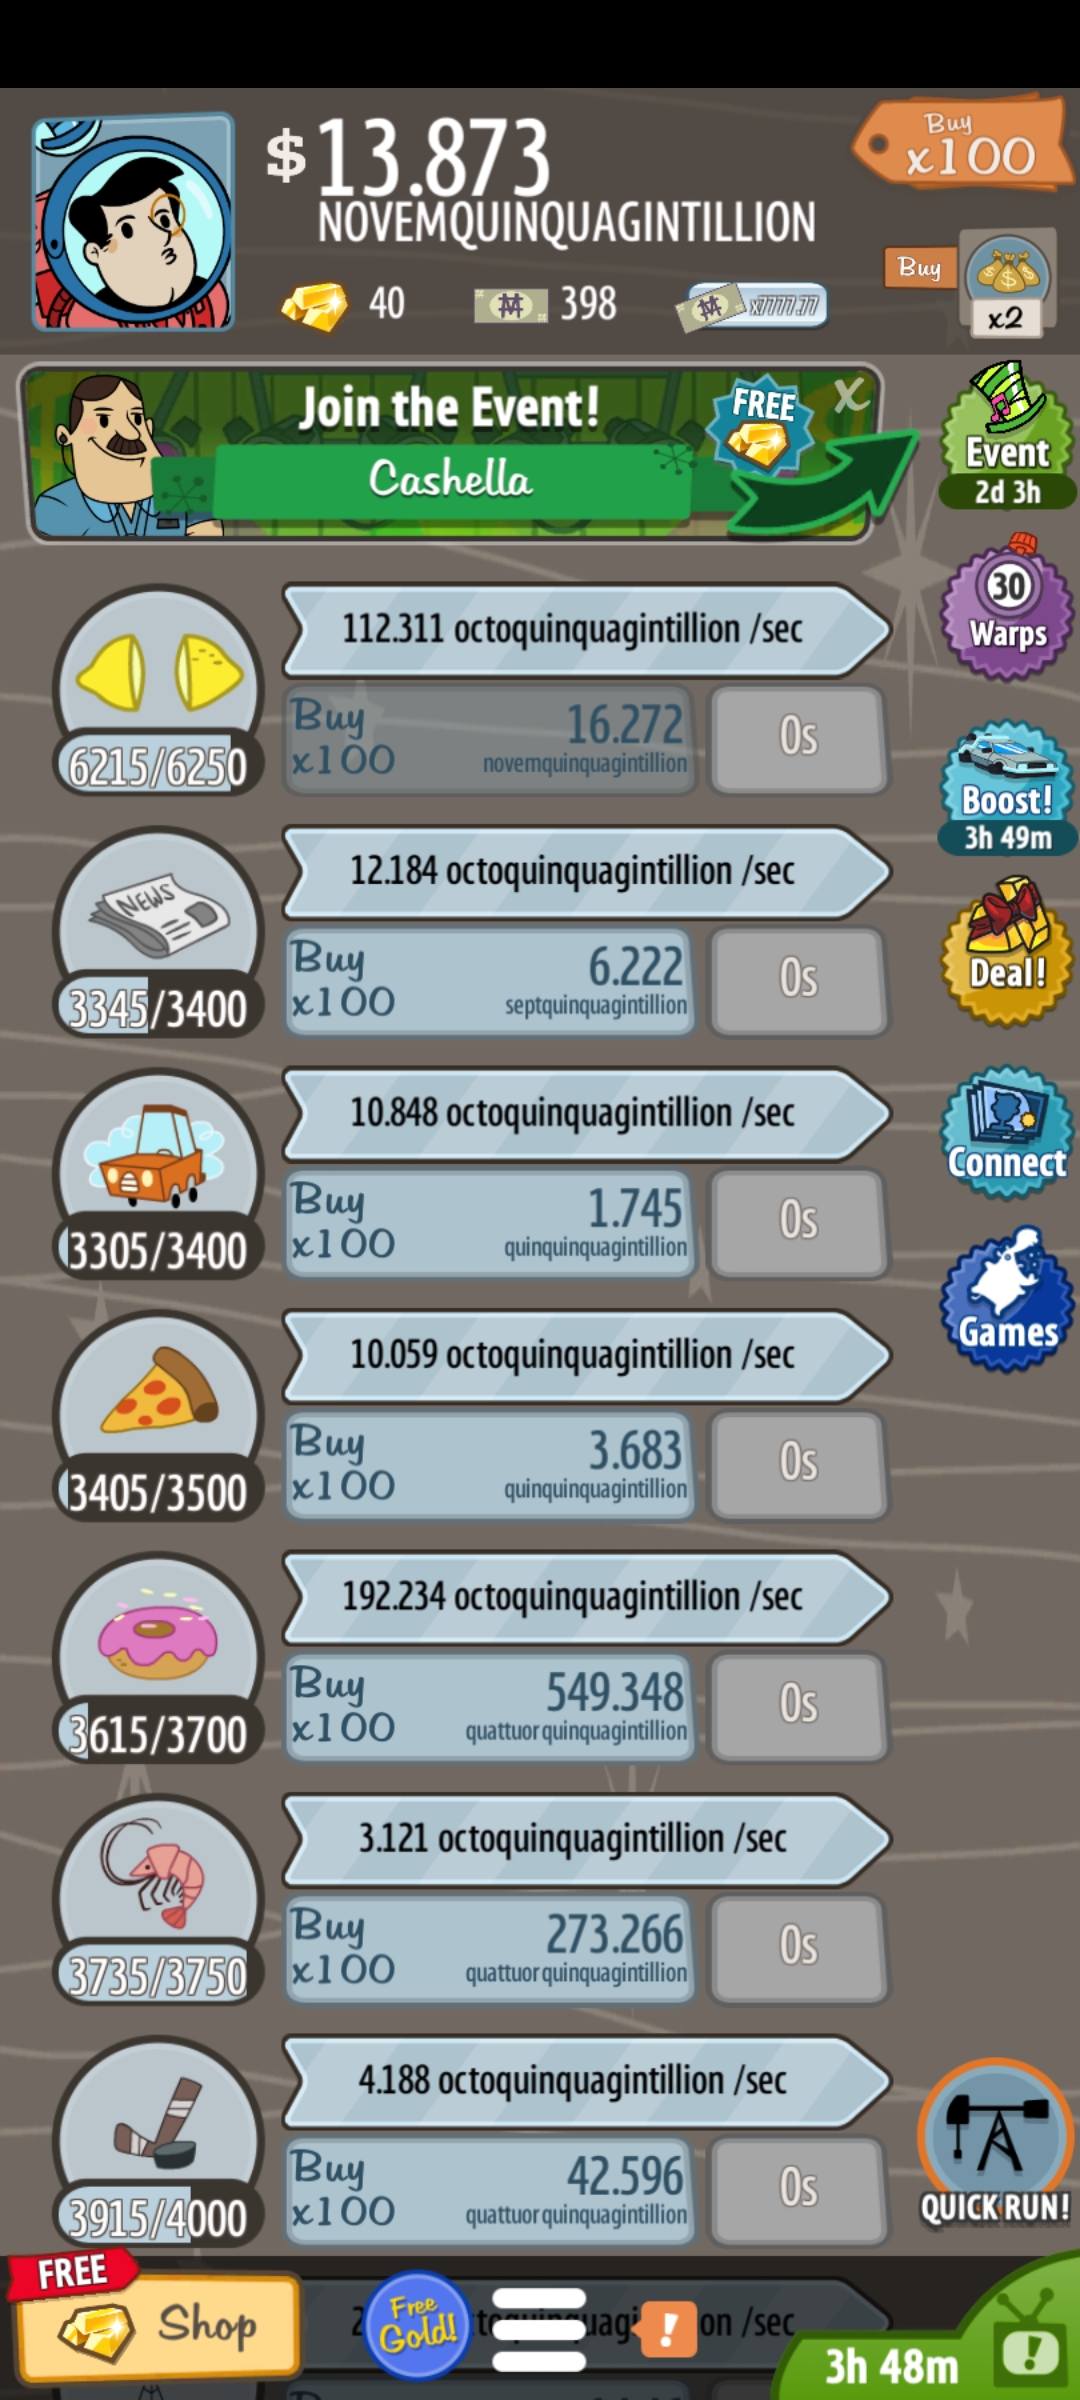 $13.873
NOVEMQUINQUAGINTILLION
Buy
x100
40
398
x7777.77
Buy
x2
Join the Event!
Cashella
FREE
X
Event
2d 3h
30
Warps
Boost!
3h 49m
Deal!
Connect
Games
112.311 octoquinquagintillion /sec
6215/6250
Buy
x100
16.272
novemquinquagintillion
0s
NEWS
12.184 octoquinquagintillion /sec
3345/3400
Buy
x100
6.222
septquinquagintillion
0s
10.848 octoquinquagintillion /sec
3305/3400
Buy
x100
1.745
quinquinquagintillion
0s
10.059 octoquinquagintillion /sec
3405/3500
Buy
x100
3.683
quinquinquagintillion
0s
192.234 octoquinquagintillion /sec
3615/3700
Buy
x100
549.348
quattuorquinquagintillion
0s
3.121 octoquinquagintillion /sec
3735/3750
Buy
x100
273.266
quattuorquinquagintillion
0s
4.188 octoquinquagintillion /sec
3915/4000
Buy
x100
42.596
quattuorquinquagintillion
0s
QUICK RUN!
FREE
Shop
Free
Gold!
!
/sec
3h 48m
!